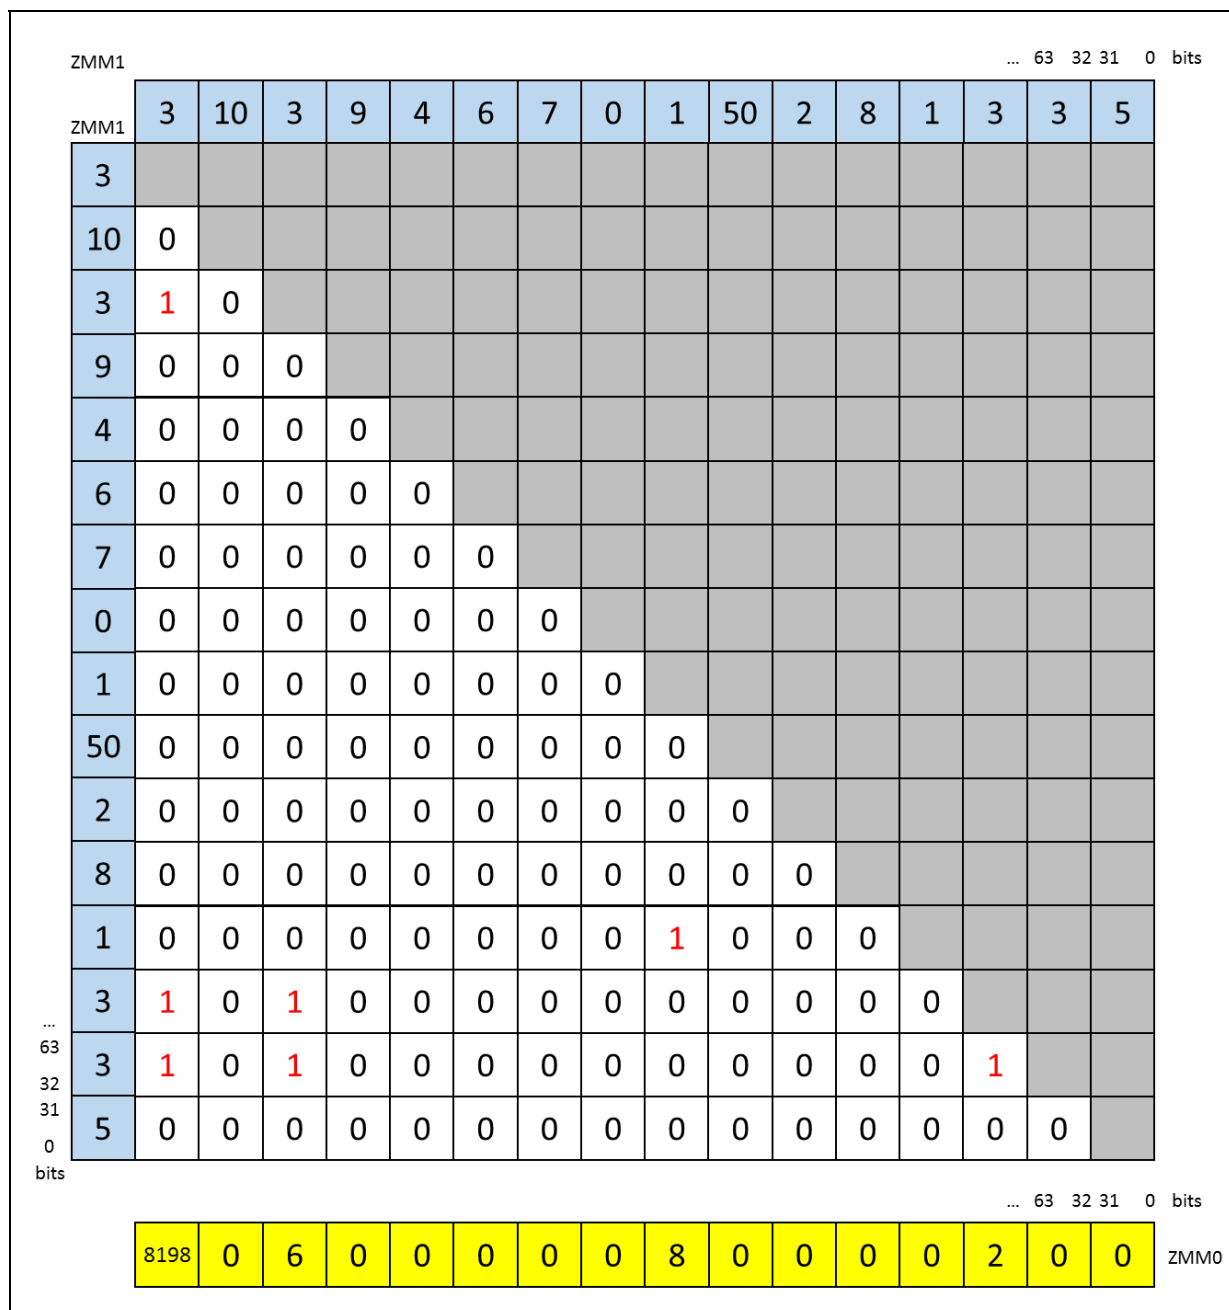 ZMM1 ... 63 32 31 0 bits
ZMM1 3 10 3 9 4 6 7 0 1 50 2 8 1 3 3 5
3
10 0
3 1 0
9 0 0 0
4 0 0 0 0
6 0 0 0 0 0
7 0 0 0 0 0 0
0 0 0 0 0 0 0 0
1 0 0 0 0 0 0 0 0
50 0 0 0 0 0 0 0 0 0
2 0 0 0 0 0 0 0 0 0 0
8 0 0 0 0 0 0 0 0 0 0 0
1 0 0 0 0 0 0 0 0 1 0 0 0
3 1 0 1 0 0 0 0 0 0 0 0 0 0
3 1 0 1 0 0 0 0 0 0 0 0 0 0 1
5 0 0 0 0 0 0 0 0 0 0 0 0 0 0 0
...
63
32
31
0
bits
... 63 32 31 0 bits
8198 0 6 0 0 0 0 0 8 0 0 0 0 2 0 0 ZMM0